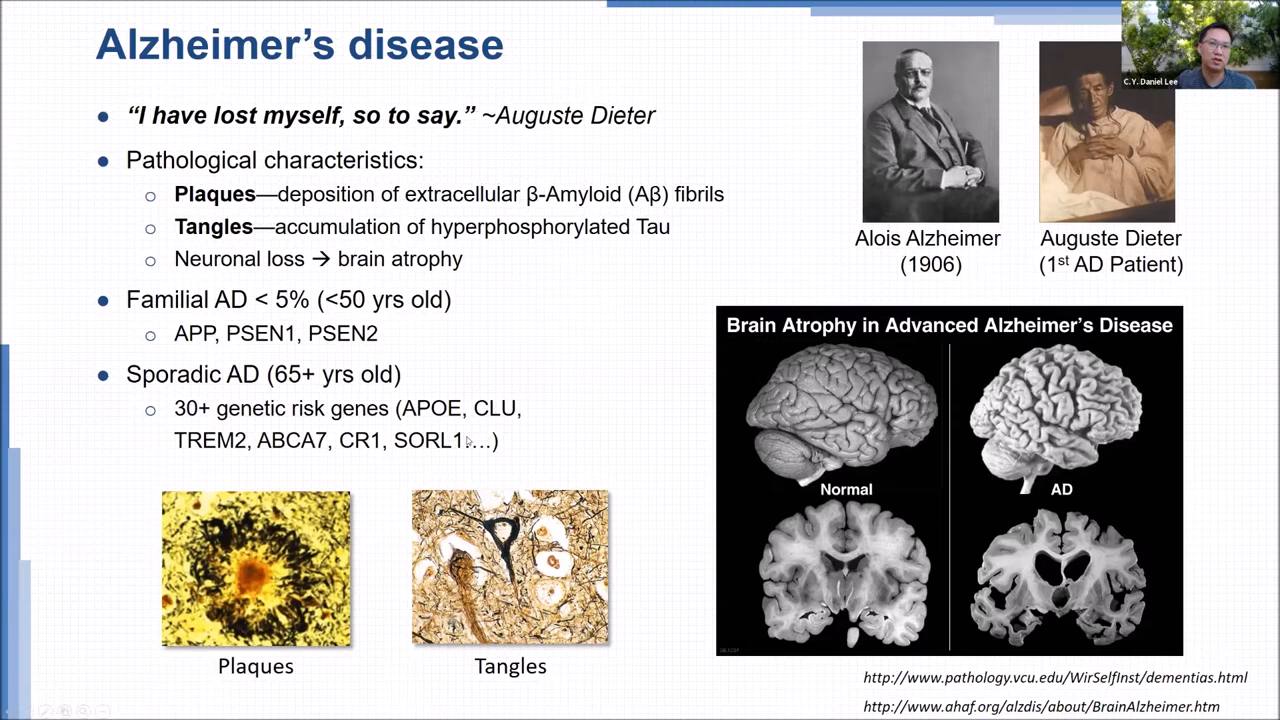 Alzheimer’s disease
C.Y. Daniel Lee
“I have lost myself, so to say.” ~Auguste Dieter
Pathological characteristics:
Plaques—deposition of extracellular β-Amyloid (Aβ) fibrils
Tangles—accumulation of hyperphosphorylated Tau
Neuronal loss → brain atrophy
Familial AD < 5% (<50 yrs old)
APP, PSEN1, PSEN2
Sporadic AD (65+ yrs old)
30+ genetic risk genes (APOE, CLU,
TREM2, ABCA7, CR1, SORL1…)
Plaques
Tangles
Alois Alzheimer
(1906)
Auguste Dieter
(1st AD Patient)
Brain Atrophy in Advanced Alzheimer’s Disease
Normal
AD
http://www.pathology.vcu.edu/WirSelfInst/dementias.html
http://www.ahaf.org/alzdis/about/BrainAlzheimer.htm